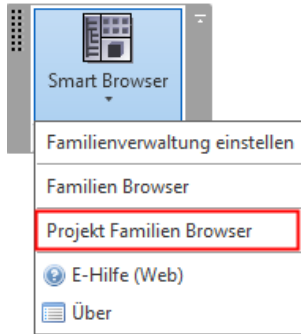 Smart Browser
Familienverwaltung einstellen
Familien Browser
Projekt Familien Browser
E-Hilfe (Web)
Über